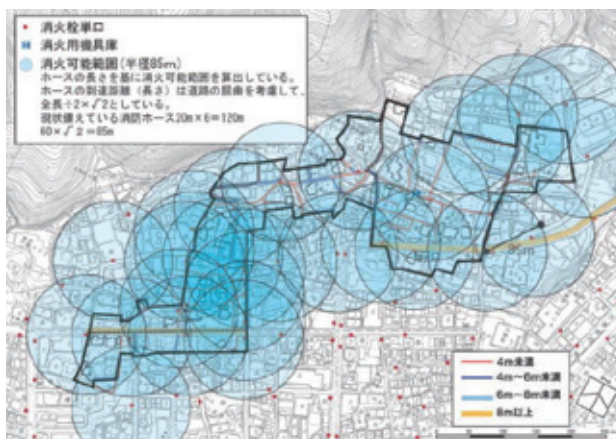 消火栓単口
消火用機具庫
消火可能範囲(半径85m)
ホースの長さを基に消火可能範囲を算出している。
ホースの到達距離(長さ)は道路の屈曲を考慮して、
全長÷2×√2としている。
現状備えている消防ホース20m×6=120m
60×√2=85m
85m
4m未満
4m〜6m未満
6m〜8m未満
8m以上